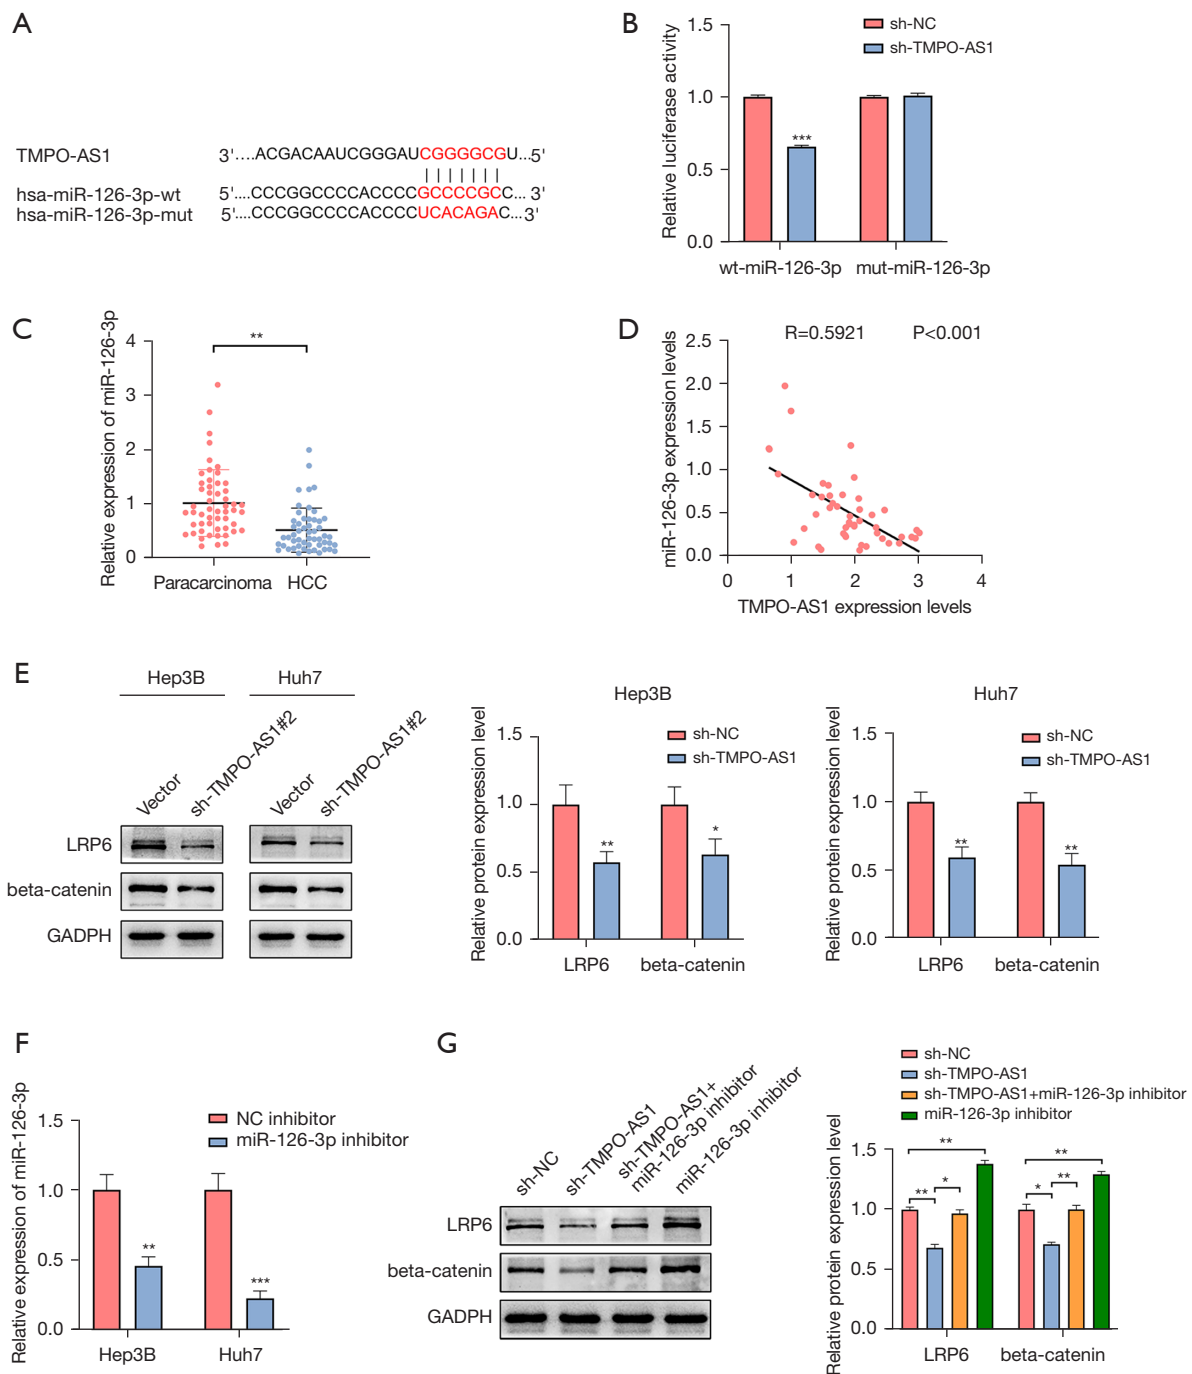 A
TMPO-AS1 3'....ACGACAAUCGGGAUCGGGGCGU...5'
hsa-miR-126-3p-wt 5'....CCCGGCCCCACCCCGCCCCGCC... 3'
hsa-miR-126-3p-mut 5'....CCCGGCCCCACCCCUCACAGAC...3'
B
sh-NC
sh-TMPO-AS1
Relative luciferase activity
1.5
1.0
0.5
0.0
***
wt-miR-126-3p mut-miR-126-3p
C
Relative expression of miR-126-3p
4
3
2
1
0
**
Paracarcinoma HCC
D
R=0.5921 P<0.001
miR-126-3p expression levels
2.5
2.0
1.5
1.0
0.5
0.0
0 1 2 3 4
TMPO-AS1 expression levels
E
Hep3B Huh7
Vector sh-TMPO-AS1#2 Vector sh-TMPO-AS1#2
LRP6
beta-catenin
GADPH
Hep3B
Relative protein expression level
1.5
1.0
0.5
0.0
sh-NC
sh-TMPO-AS1
** *
LRP6 beta-catenin
Huh7
Relative protein expression level
1.5
1.0
0.5
0.0
sh-NC
sh-TMPO-AS1
** **
LRP6 beta-catenin
F
Relative expression of miR-126-3p
1.5
1.0
0.5
0.0
NC inhibitor
miR-126-3p inhibitor
** ***
Hep3B Huh7
G
sh-NC
sh-TMPO-AS1
sh-TMPO-AS1+
miR-126-3p inhibitor
miR-126-3p inhibitor
LRP6
beta-catenin
GADPH
sh-NC
sh-TMPO-AS1
sh-TMPO-AS1+miR-126-3p inhibitor
miR-126-3p inhibitor
Relative protein expression level
1.5
1.0
0.5
0.0
** **
** * * **
LRP6 beta-catenin